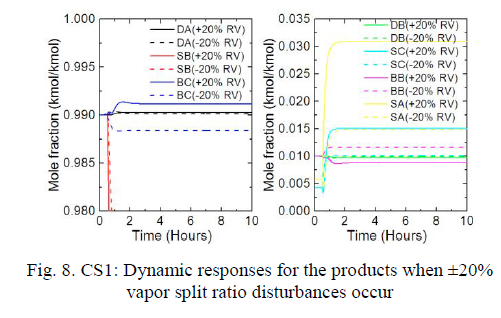 Mole fraction (kmol/kmol)
1.000
0.995
0.990
0.985
0.980
DA(+20% RV)
DA(-20% RV)
SB(+20% RV)
SB(-20% RV)
BC(+20% RV)
BC(-20% RV)
0 2 4 6 8 10
Time (Hours)
Mole fraction (kmol/kmol)
0.035
0.030
0.025
0.020
0.015
0.010
0.005
0.000
DB(+20% RV)
DB(-20% RV)
SC(+20% RV)
SC(-20% RV)
BB(+20% RV)
BB(-20% RV)
SA(+20% RV)
SA(-20% RV)
0 2 4 6 8 10
Time (Hours)
Fig. 8. CS1: Dynamic responses for the products when ±20%
vapor split ratio disturbances occur